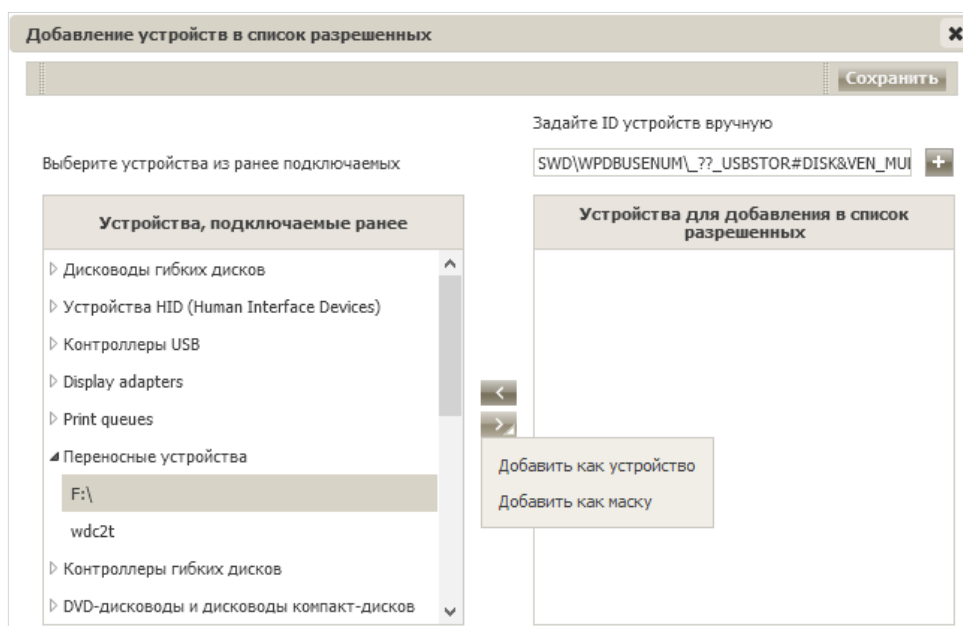 Добавление устройств в список разрешенных
Сохранить
Задайте ID устройств вручную
Выберите устройства из ранее подключаемых
SWD\WPDBUSENUM\_??_USBSTOR#DISK&VEN_MUL
Устройства, подключаемые ранее
Устройства для добавления в список
разрешенных
Дисководы гибких дисков
Устройства HID (Human Interface Devices)
Контроллеры USB
Display adapters
Print queues
Переносные устройства
F:\
wdc2t
Контроллеры гибких дисков
DVD-дисководы и дисководы компакт-дисков
Добавить как устройство
Добавить как маску